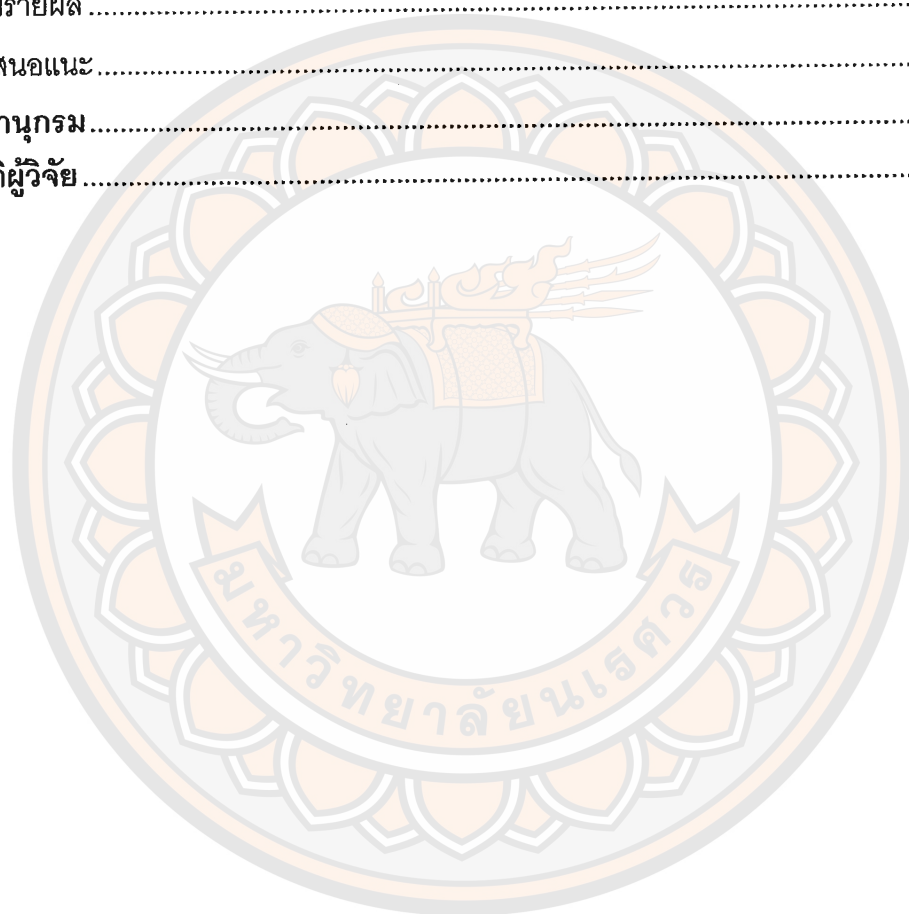 รายผล
สนอแนะ
านุกรม
ผู้วิจัย
มหาวิทยาลัยนเรศวร